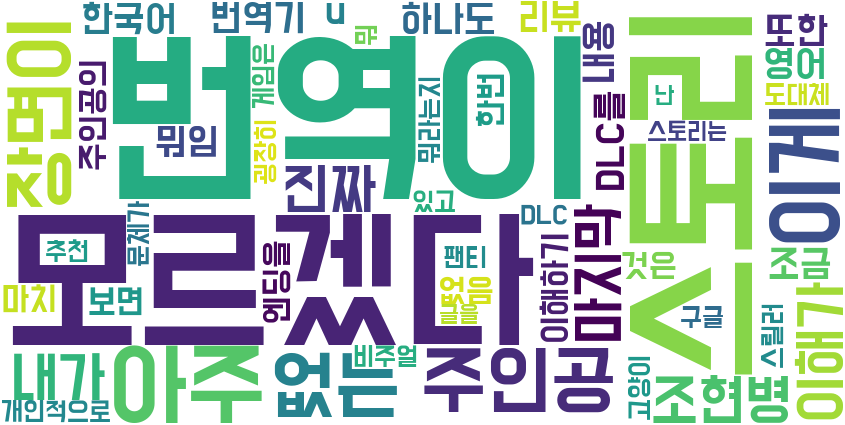 한국어
번역기
u
뭐
하나도
리뷰
내용
또한
장면이
주인공의
번역이
게임은
굉장히
뭐임
뭐라는지
한번
DLC를
영어
난
도대체
스토리
스토리는
이게
진짜
있고
DLC
마지막
모르겠다
추천
문제가
엔딩을
팬티
이해하기
것은
조금
마치
보면
떴음
글을
구글
스릴러
이해가
내가
아주
없는
비주얼
주인공
고양이
조현병
개인적으로